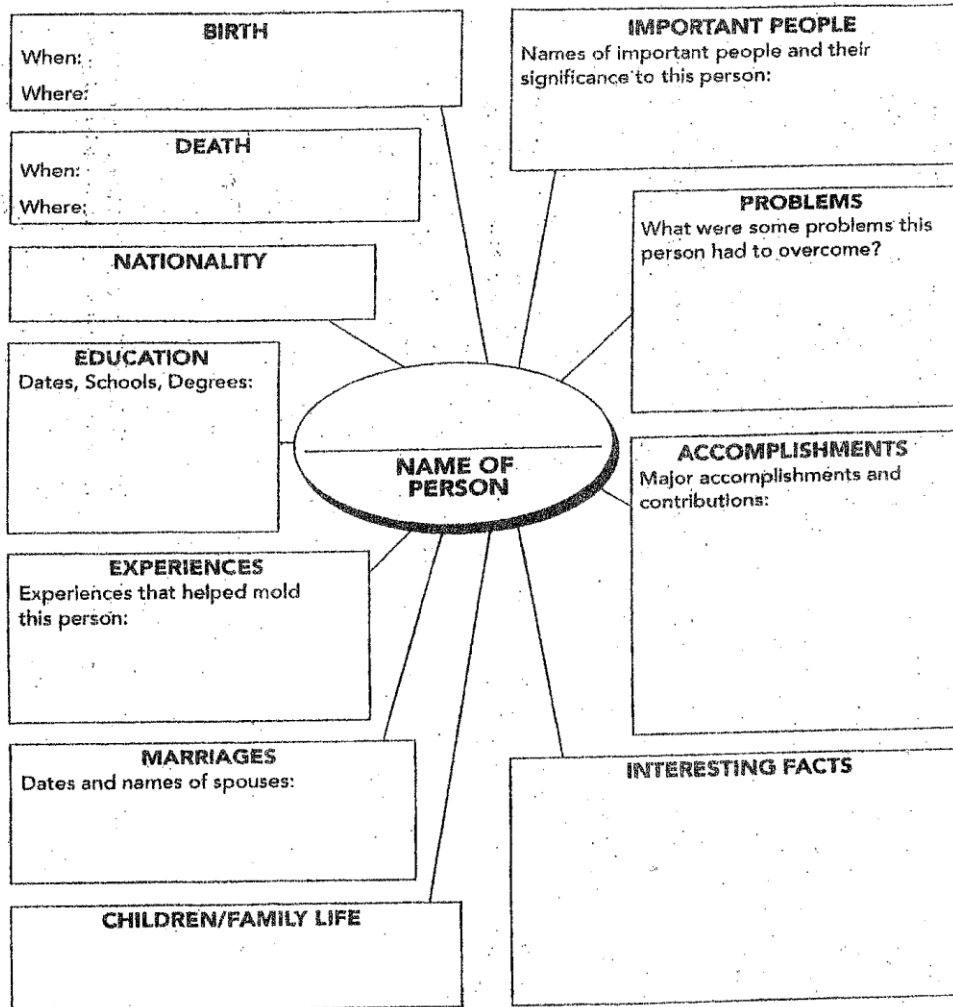 BIRTH
When:
Where:
DEATH
When:
Where:
NATIONALITY
EDUCATION
Dates, Schools, Degrees:
EXPERIENCES
Experiences that helped mold
this person:
MARRIAGES
Dates and names of spouses:
CHILDREN/FAMILY LIFE
NAME OF
PERSON
IMPORTANT PEOPLE
Names of important people and their
significance to this person:
PROBLEMS
What were some problems this
person had to overcome?
ACCOMPLISHMENTS
Major accomplishments and
contributions:
INTERESTING FACTS